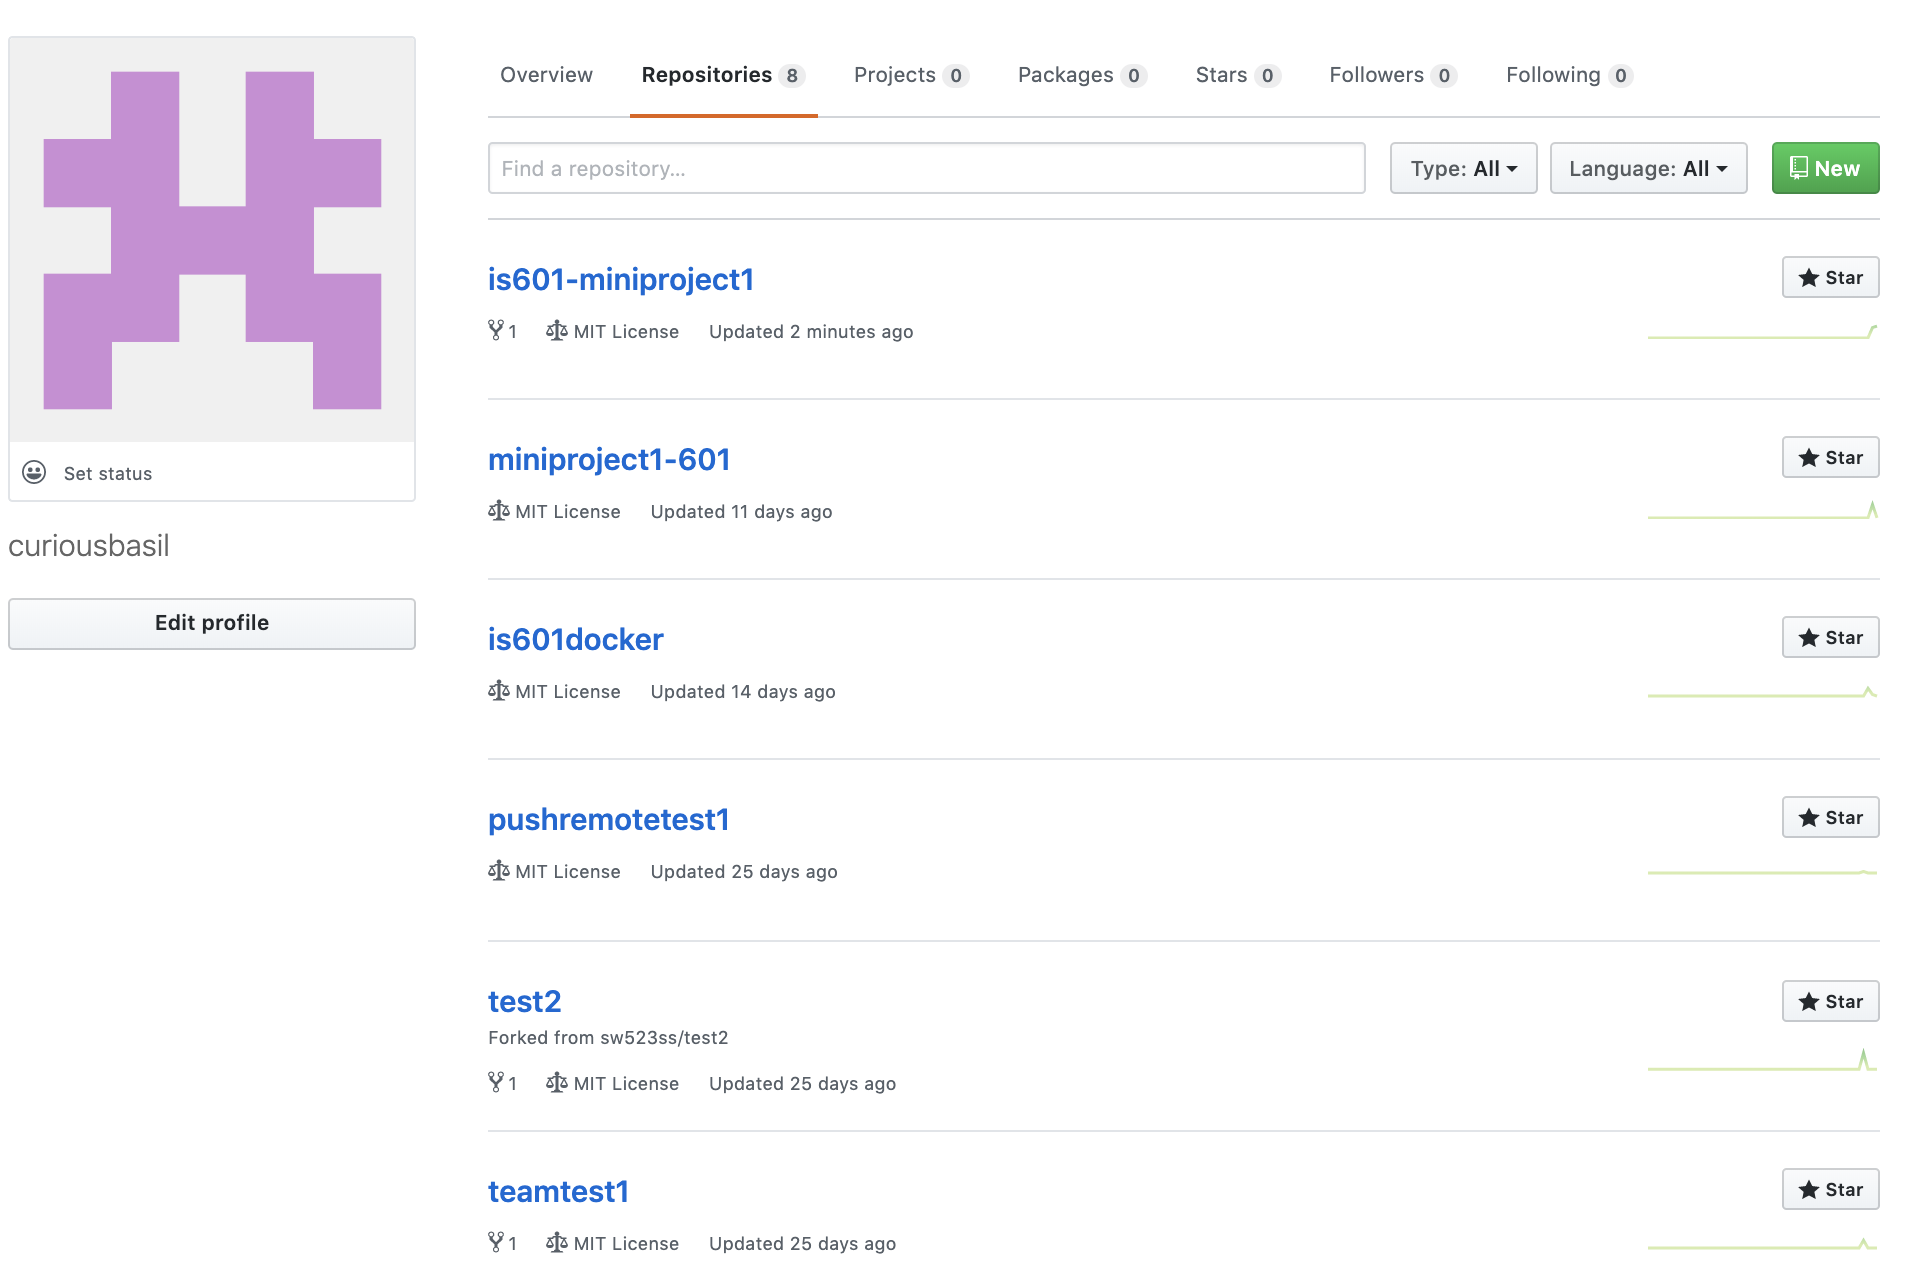 Overview Repositories 8 Projects 0 Packages 0 Stars 0 Followers 0 Following 0
Find a repository... Type: All Language: All New
is601-miniproject1 Star
1 MIT License Updated 2 minutes ago
miniproject1-601 Star
MIT License Updated 11 days ago
Set status
curiousbasil
Edit profile
is601docker Star
MIT License Updated 14 days ago
pushremotetest1 Star
MIT License Updated 25 days ago
test2 Star
Forked from sw523ss/test2
1 MIT License Updated 25 days ago
teamtest1 Star
1 MIT License Updated 25 days ago